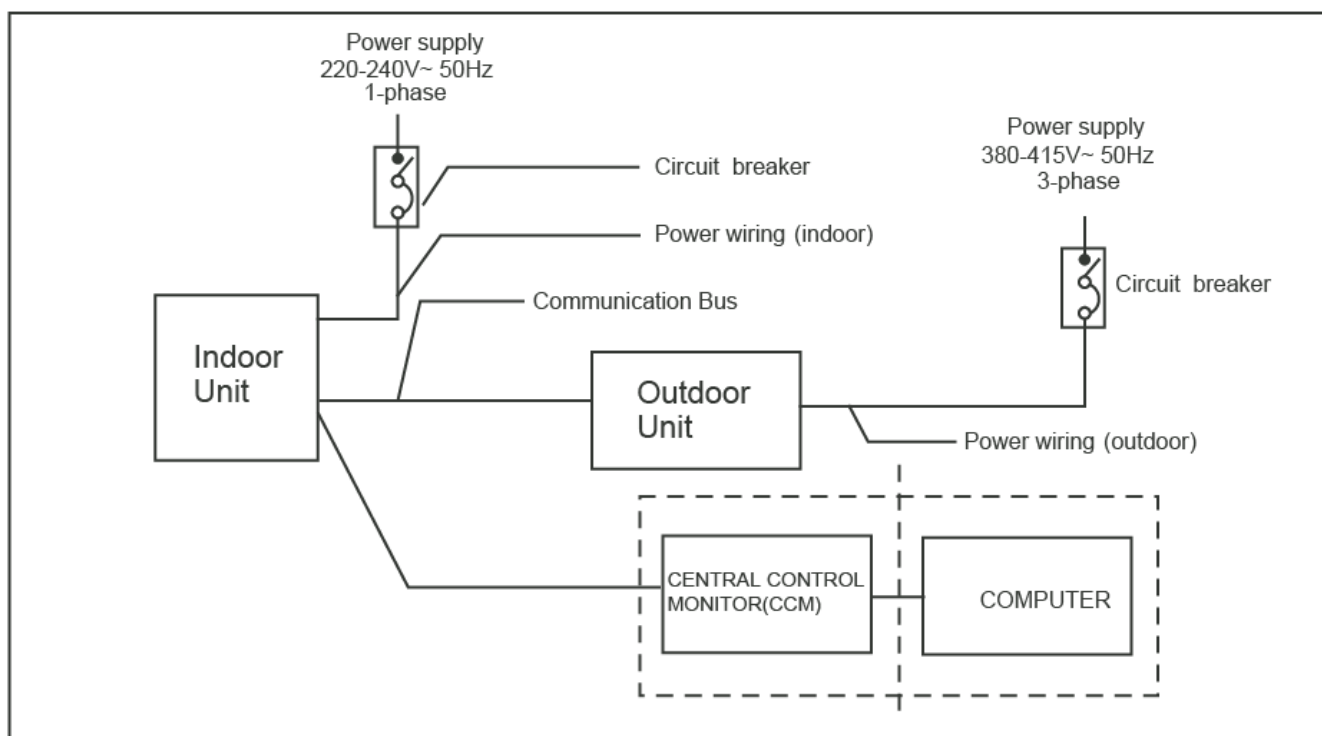 Power supply
220-240V~ 50Hz
1-phase
Power supply
380-415V~ 50Hz
3-phase
Circuit breaker
Power wiring (indoor)
Communication Bus
Circuit breaker
Indoor
Unit
Outdoor
Unit
Power wiring (outdoor)
CENTRAL CONTROL
MONITOR(CCM)
COMPUTER